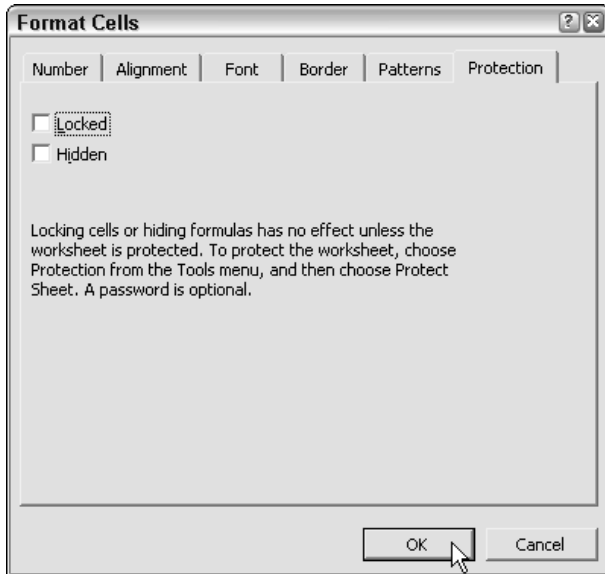 Format Cells
Number Alignment Font Border Patterns Protection
Locked
Hidden
Locking cells or hiding formulas has no effect unless the
worksheet is protected. To protect the worksheet, choose
Protection from the Tools menu, and then choose Protect
Sheet. A password is optional.
OK Cancel